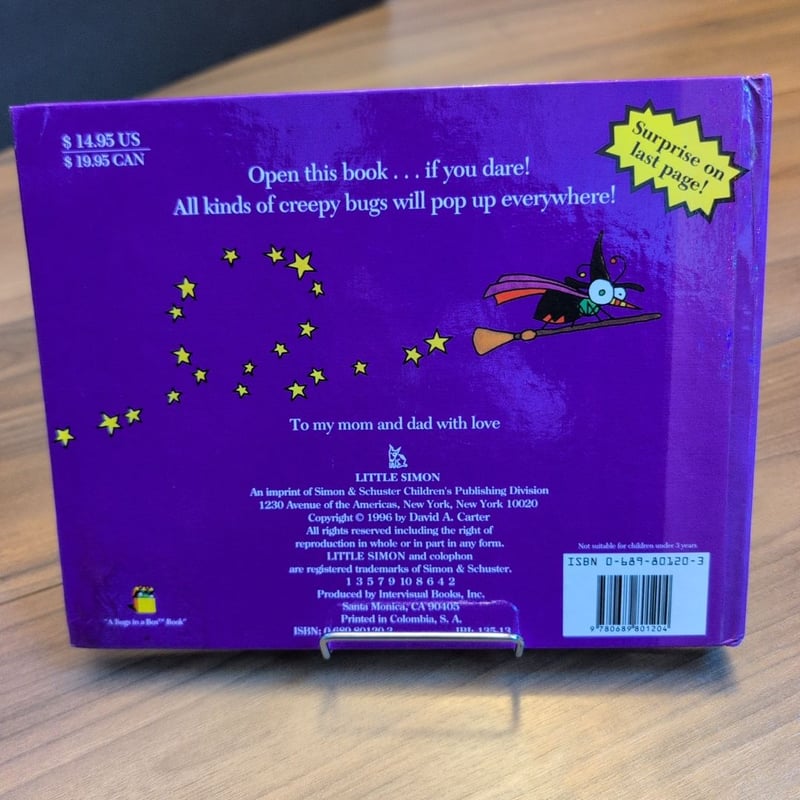 $ 14.95 US
$ 19.95 CAN
Surprise on
last page!
Open this book . . . if you dare!
All kinds of creepy bugs will pop up everywhere!
To my mom and dad with love
LITTLE SIMON
An imprint of Simon & Schuster Children's Publishing Division
1230 Avenue of the Americas, New York, New York 10020
Copyright © 1996 by David A. Carter
All rights reserved including the right of
reproduction in whole or in part in any form.
LITTLE SIMON and colophon
are registered trademarks of Simon & Schuster.
1 3 5 7 9 10 8 6 4 2
Produced by Intervisual Books, Inc.
Santa Monica, CA 90405
Printed in Colombia, S. A.
ISBN: 0-689-80120-3
"A Bugs in a Box™ Book"
Not suitable for children under 3 years.
ISBN 0-689-80120-3
9 780689 801204